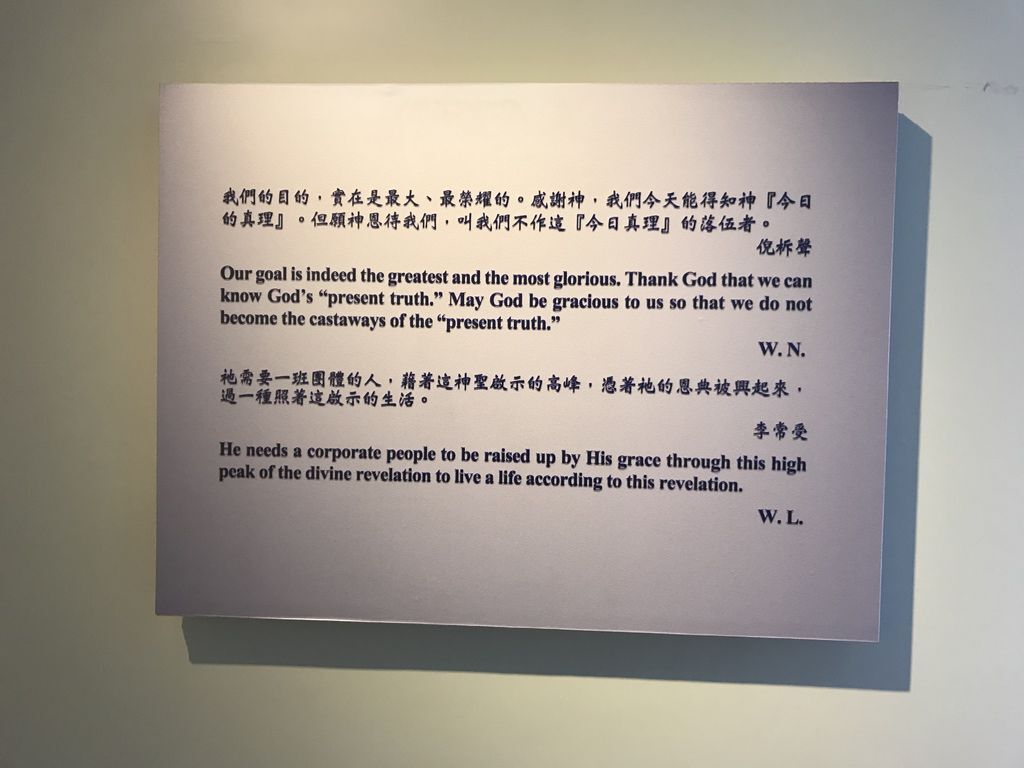 我們的目的，實在是最大、最榮耀的。感謝神，我們今天能得知神『今日
的真理』。但願神恩待我們，叫我們不作這『今日真理』的落伍者。
倪柝聲
Our goal is indeed the greatest and the most glorious. Thank God that we can
know God’s “present truth.” May God be gracious to us so that we do not
become the castaways of the “present truth.”
W. N.
祂需要一班團體的人，藉著這神聖啟示的高峰，憑著祂的恩典被興起來，
過一種照著這啟示的生活。
李常受
He needs a corporate people to be raised up by His grace through this high
peak of the divine revelation to live a life according to this revelation.
W. L.